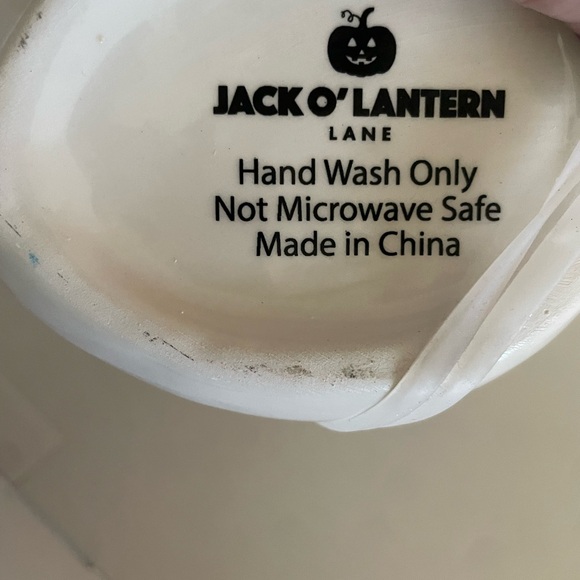 JACK O' LANTERN
LANE
Hand Wash Only
Not Microwave Safe
Made in China